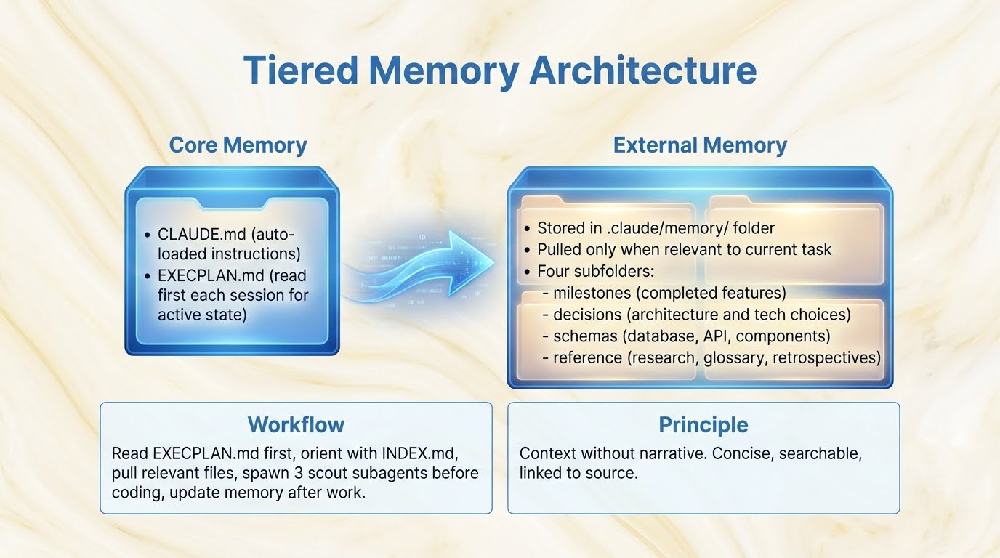 Tiered Memory Architecture
Core Memory
• CLAUDE.md (auto-
loaded instructions)
• EXECPLAN.md (read
first each session for
active state)
External Memory
• Stored in .claude/memory/ folder
• Pulled only when relevant to current task
• Four subfolders:
- milestones (completed features)
- decisions (architecture and tech choices)
- schemas (database, API, components)
- reference (research, glossary, retrospectives)
Workflow
Read EXECPLAN.md first, orient with INDEX.md,
pull relevant files, spawn 3 scout subagents before
coding, update memory after work.
Principle
Context without narrative. Concise, searchable,
linked to source.